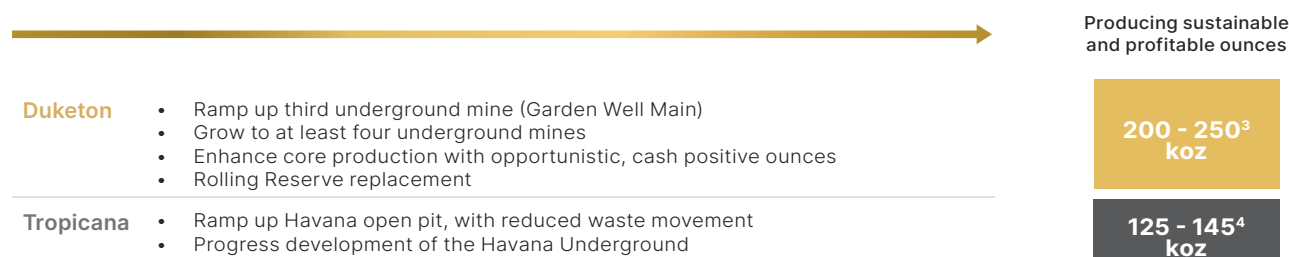 Producing sustainable
and profitable ounces
Duketon
• Ramp up third underground mine (Garden Well Main)
• Grow to at least four underground mines
• Enhance core production with opportunistic, cash positive ounces
• Rolling Reserve replacement
200 - 250³
koz
Tropicana
• Ramp up Havana open pit, with reduced waste movement
• Progress development of the Havana Underground
125 - 145⁴
koz